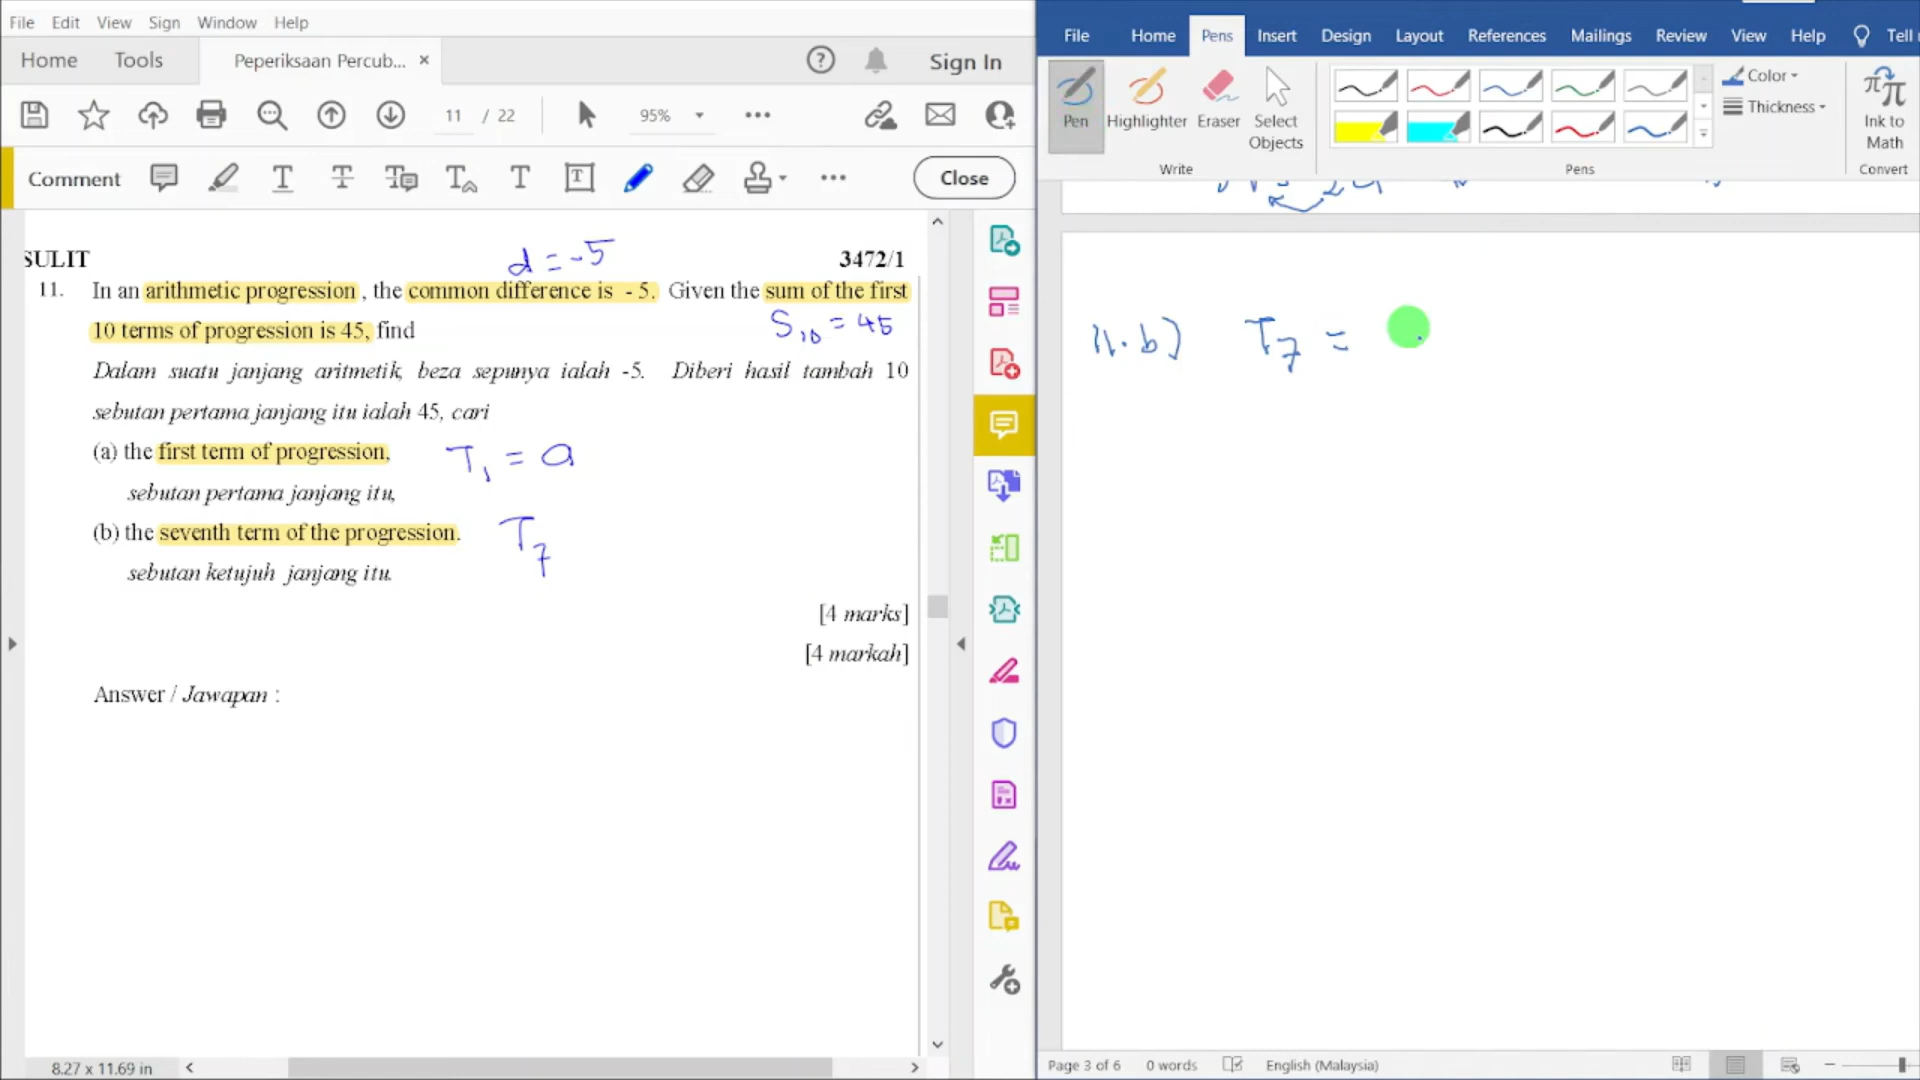 File Edit View Sign Window Help
Home Tools Peperiksaan Percub... × Sign In
11 / 22 95%
Comment Close
SULIT d = -5 3472/1
11. In an arithmetic progression , the common difference is - 5. Given the sum of the first
10 terms of progression is 45, find S10 = 45
Dalam suatu janjang aritmetik, beza sepunya ialah -5. Diberi hasil tambah 10
sebutan pertama janjang itu ialah 45, cari
(a) the first term of progression, T1 = a
sebutan pertama janjang itu,
(b) the seventh term of the progression. T7
sebutan ketujuh janjang itu.
[4 marks]
[4 markah]
Answer / Jawapan :
8.27 x 11.69 in
File Home Pens Insert Design Layout References Mailings Review View Help Tell
Pen Highlighter Eraser Select Objects
Color
Thickness
Ink to Math
Write Pens Convert
11. b) T7 =
Page 3 of 6 0 words English (Malaysia)